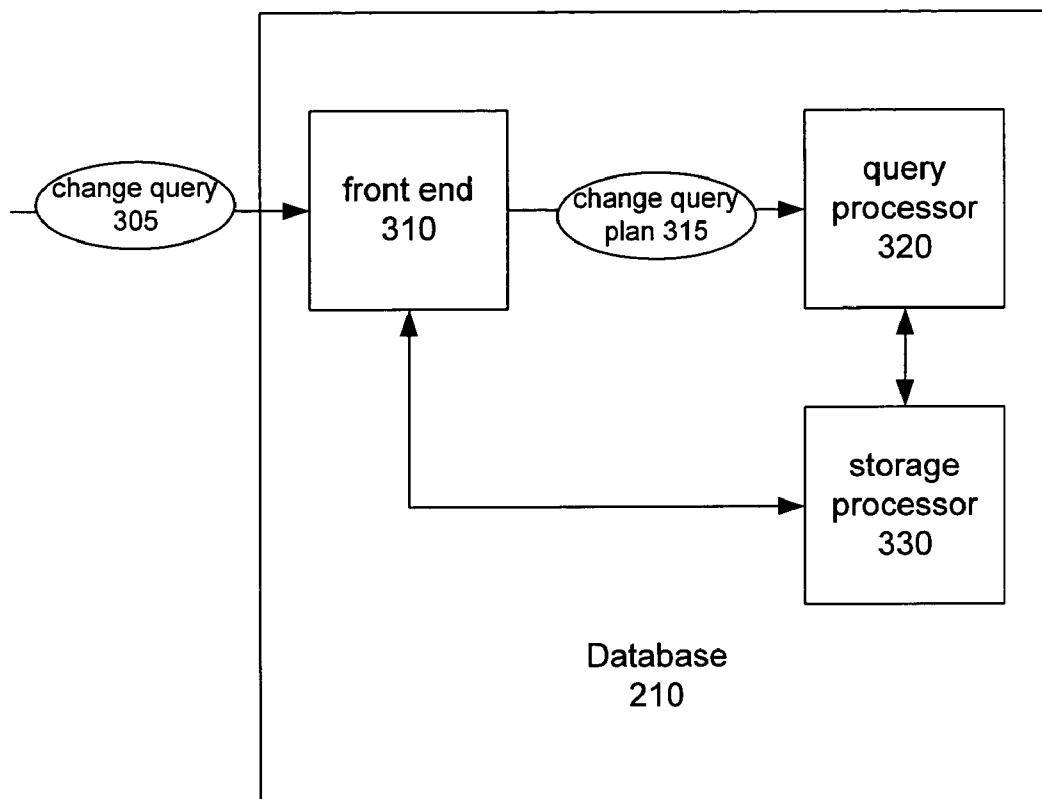 change query
305
front end
310
change query
plan 315
query
processor
320
storage
processor
330
Database
210